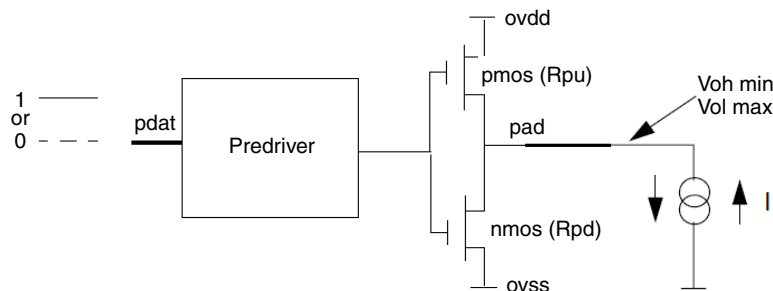 ovdd
pmos (Rpu)
Voh min
Vol max
1
or
0
pdat
Predriver
pad
I
nmos (Rpd)
ovss